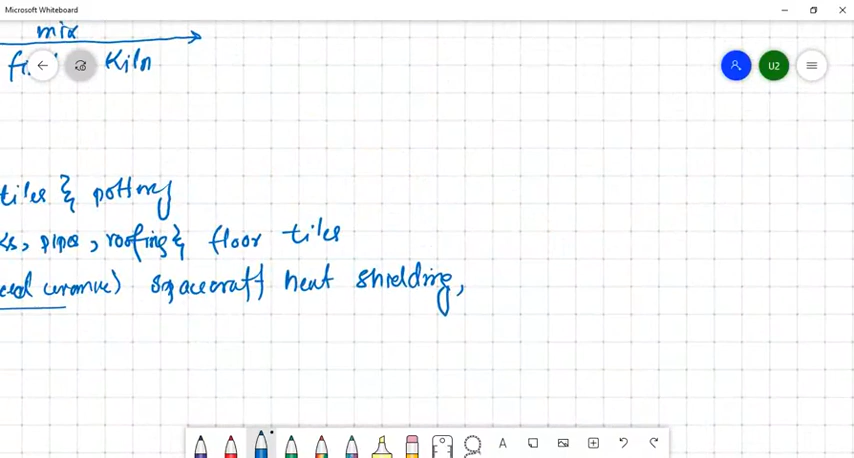 Microsoft Whiteboard
mix
Kiln
U2
tiles & pottery
pipes, roofing & floor tiles
spacecraft heat shielding,
A